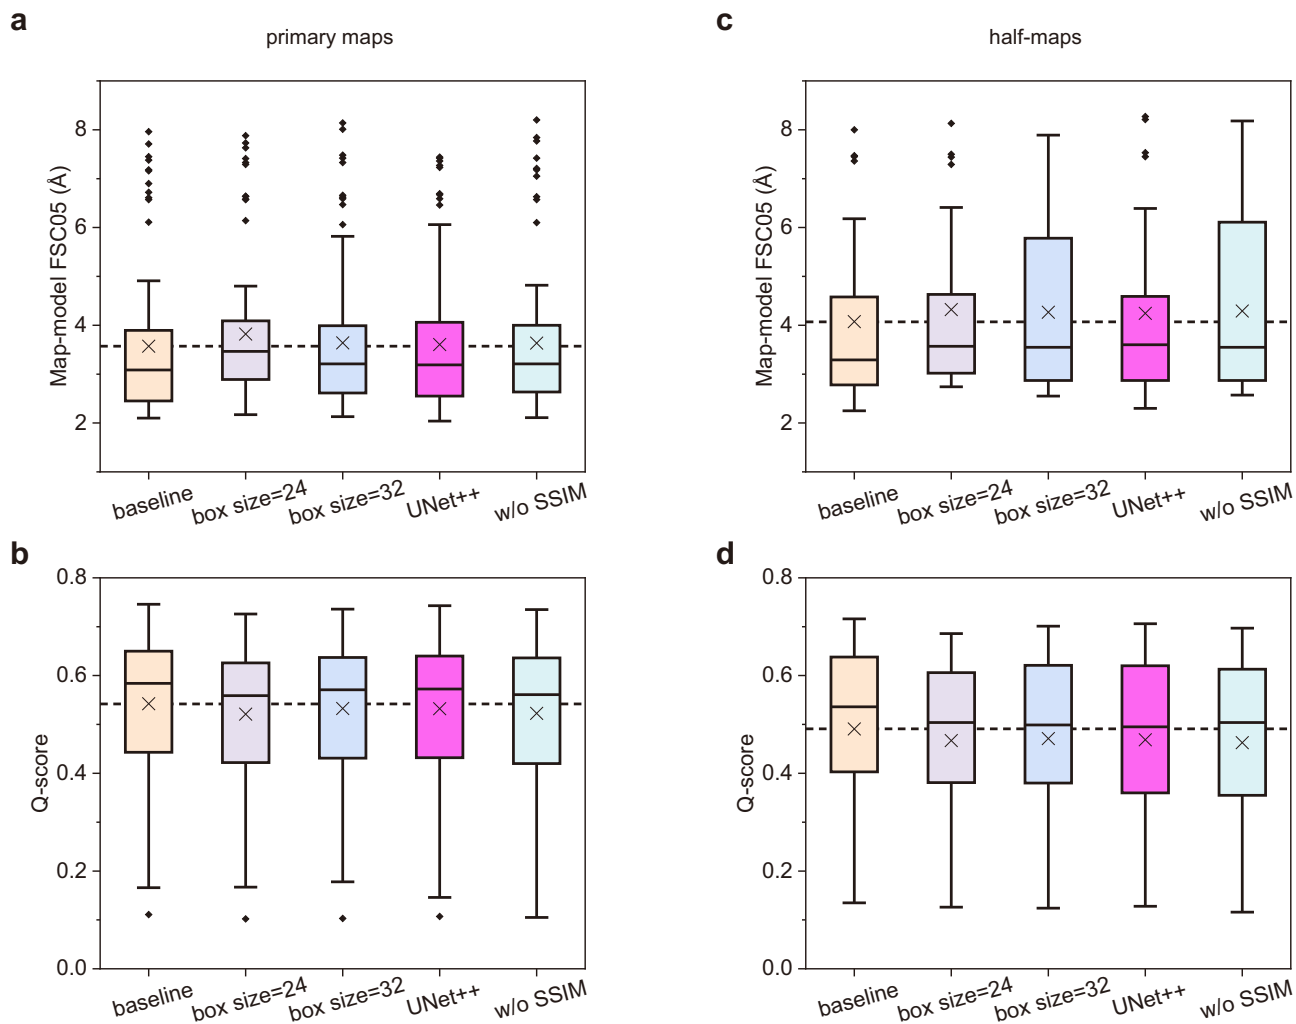 a
primary maps
Map-model FSC05 (Å)
8
6
4
2
baseline
box size=24
box size=32
UNet++
w/o SSIM
c
half-maps
Map-model FSC05 (Å)
8
6
4
2
baseline
box size=24
box size=32
UNet++
w/o SSIM
b
Q-score
0.8
0.6
0.4
0.2
0.0
baseline
box size=24
box size=32
UNet++
w/o SSIM
d
Q-score
0.8
0.6
0.4
0.2
0.0
baseline
box size=24
box size=32
UNet++
w/o SSIM